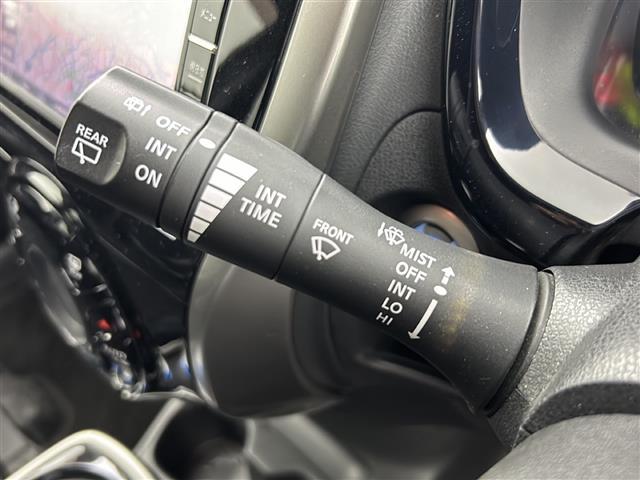 REAR
OFF
INT
ON
INT
TIME
FRONT
MIST
OFF
INT
LO
HI